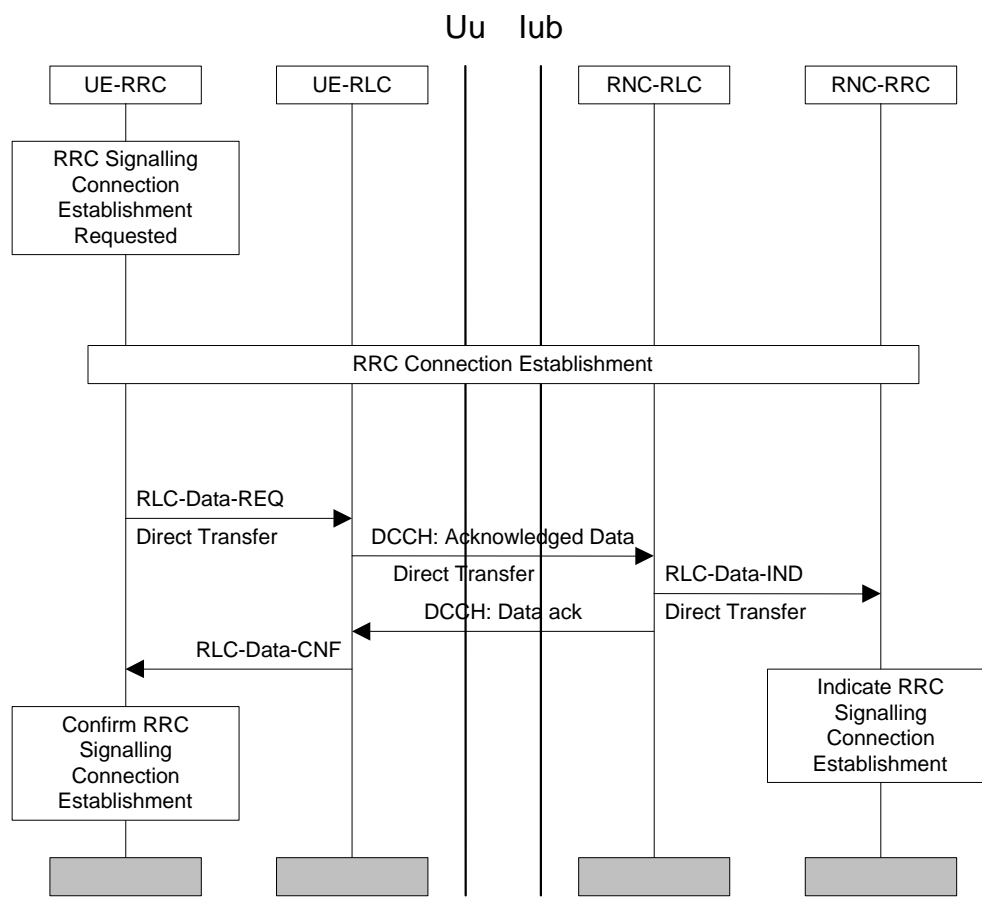 Uu Iub
UE-RRC UE-RLC RNC-RLC RNC-RRC
RRC Signalling
Connection
Establishment
Requested
RRC Connection Establishment
RLC-Data-REQ
Direct Transfer
DCCH: Acknowledged Data
Direct Transfer
RLC-Data-IND
Direct Transfer
DCCH: Data ack
RLC-Data-CNF
Indicate RRC
Signalling
Connection
Establishment
Confirm RRC
Signalling
Connection
Establishment